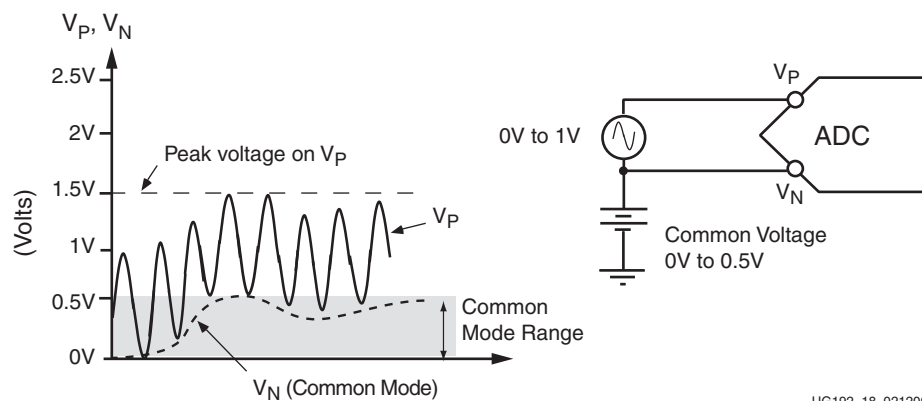 V_P, V_N
2.5V
2V
Peak voltage on V_P
1.5V
(Volts)
V_P
1V
0.5V
Common
Mode Range
0V
V_N (Common Mode)
V_P
0V to 1V
ADC
V_N
Common Voltage
0V to 0.5V